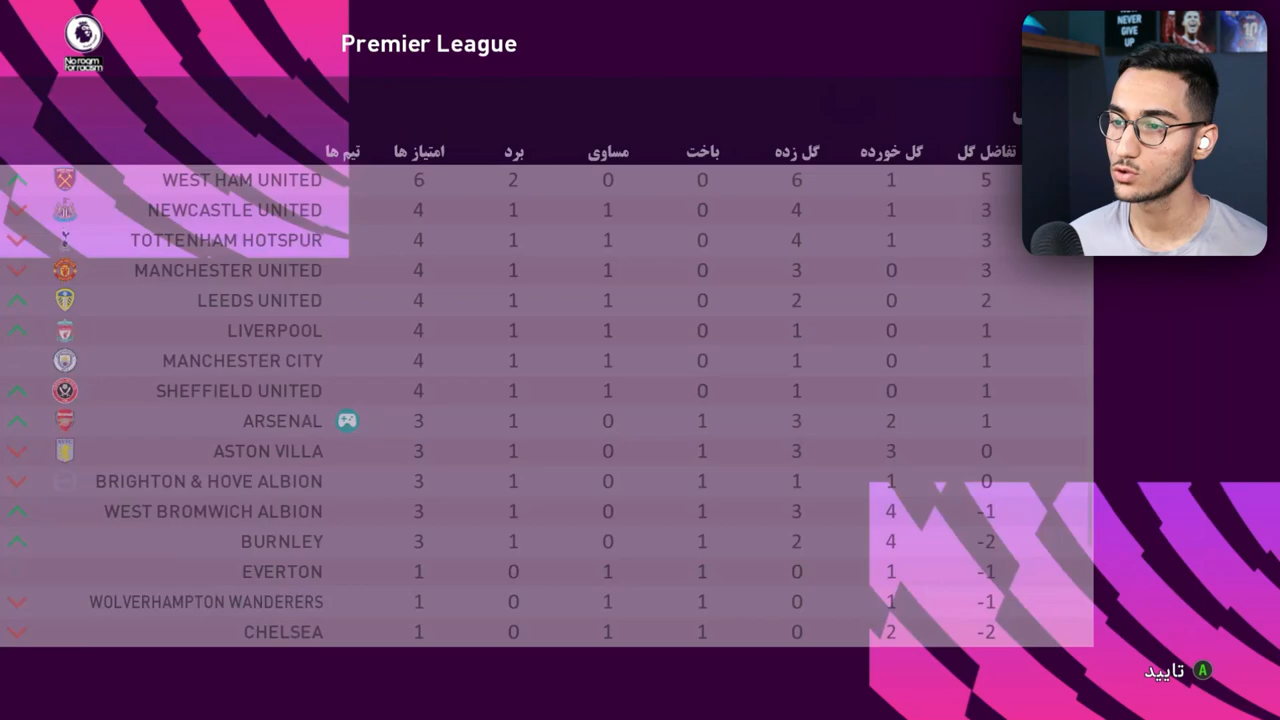 No room for racism
Premier League
NEVER GIVE UP
10
تیم ها امتیاز ها برد مساوی باخت گل زده گل خورده تفاضل گل
WEST HAM UNITED 6 2 0 0 6 1 5
NEWCASTLE UNITED 4 1 1 0 4 1 3
TOTTENHAM HOTSPUR 4 1 1 0 4 1 3
MANCHESTER UNITED 4 1 1 0 3 0 3
LEEDS UNITED 4 1 1 0 2 0 2
LIVERPOOL 4 1 1 0 1 0 1
MANCHESTER CITY 4 1 1 0 1 0 1
SHEFFIELD UNITED 4 1 1 0 1 0 1
ARSENAL 3 1 0 1 3 2 1
ASTON VILLA 3 1 0 1 3 3 0
BRIGHTON & HOVE ALBION 3 1 0 1 1 1 0
WEST BROMWICH ALBION 3 1 0 1 3 4 -1
BURNLEY 3 1 0 1 2 4 -2
EVERTON 1 0 1 1 0 1 -1
WOLVERHAMPTON WANDERERS 1 0 1 1 0 1 -1
CHELSEA 1 0 1 1 0 2 -2
تایید A